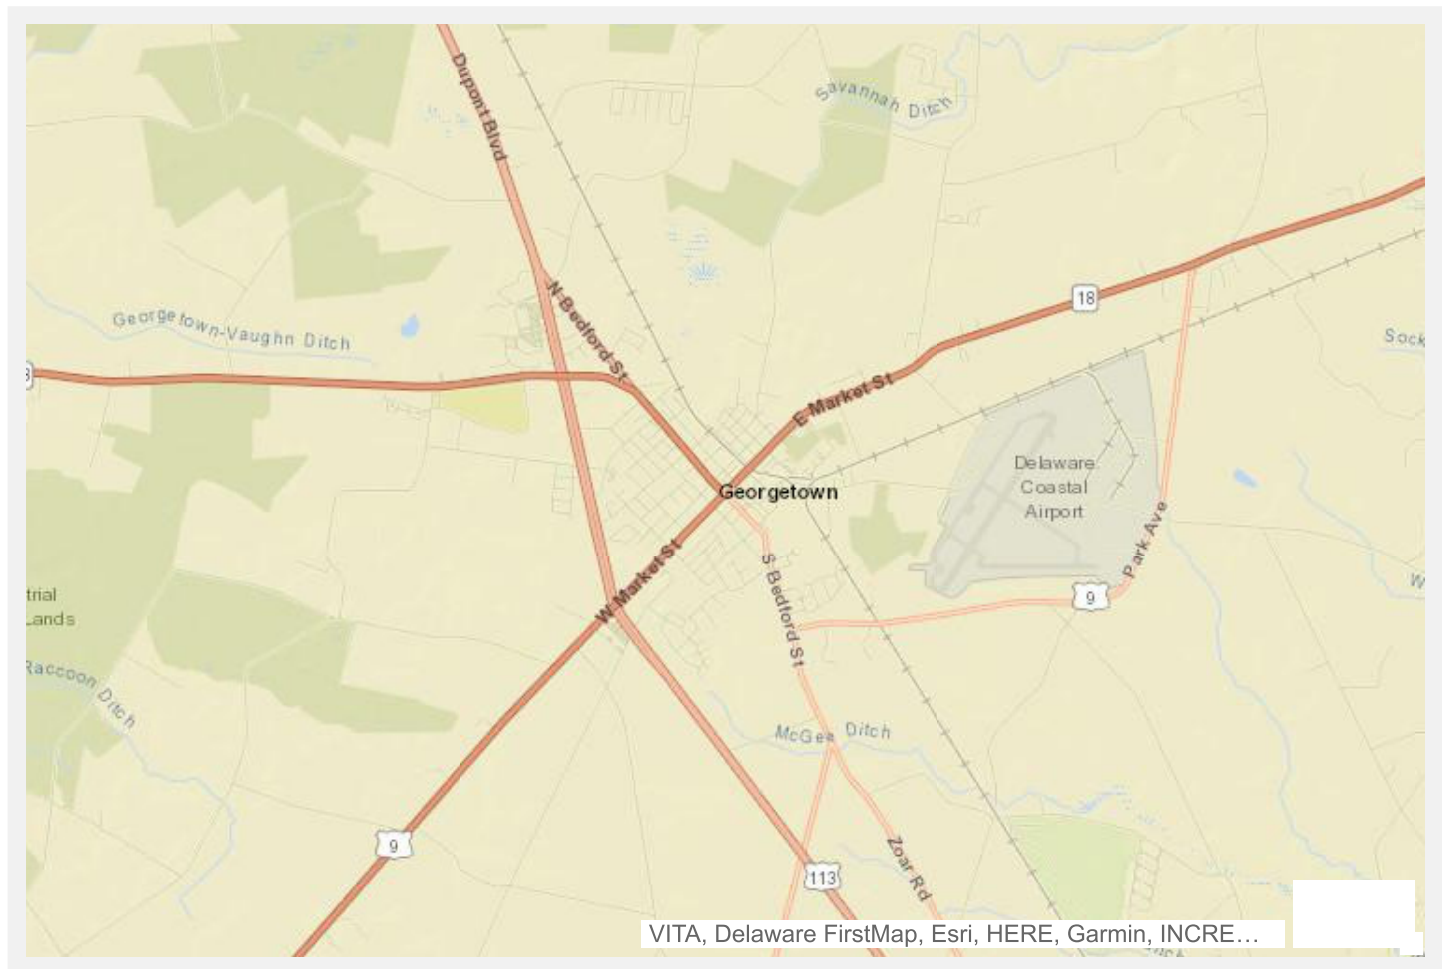 Dupont Blvd
Savannah Ditch
N Bedford St
18
Georgetown-Vaughn Ditch
Sock
E Market St
Delaware
Coastal
Airport
Georgetown
Park Ave
W Market St
S Bedford St
9
W
trial
Lands
Raccoon Ditch
McGee Ditch
9
Zoar Rd
113
VITA, Delaware FirstMap, Esri, HERE, Garmin, INCRE…